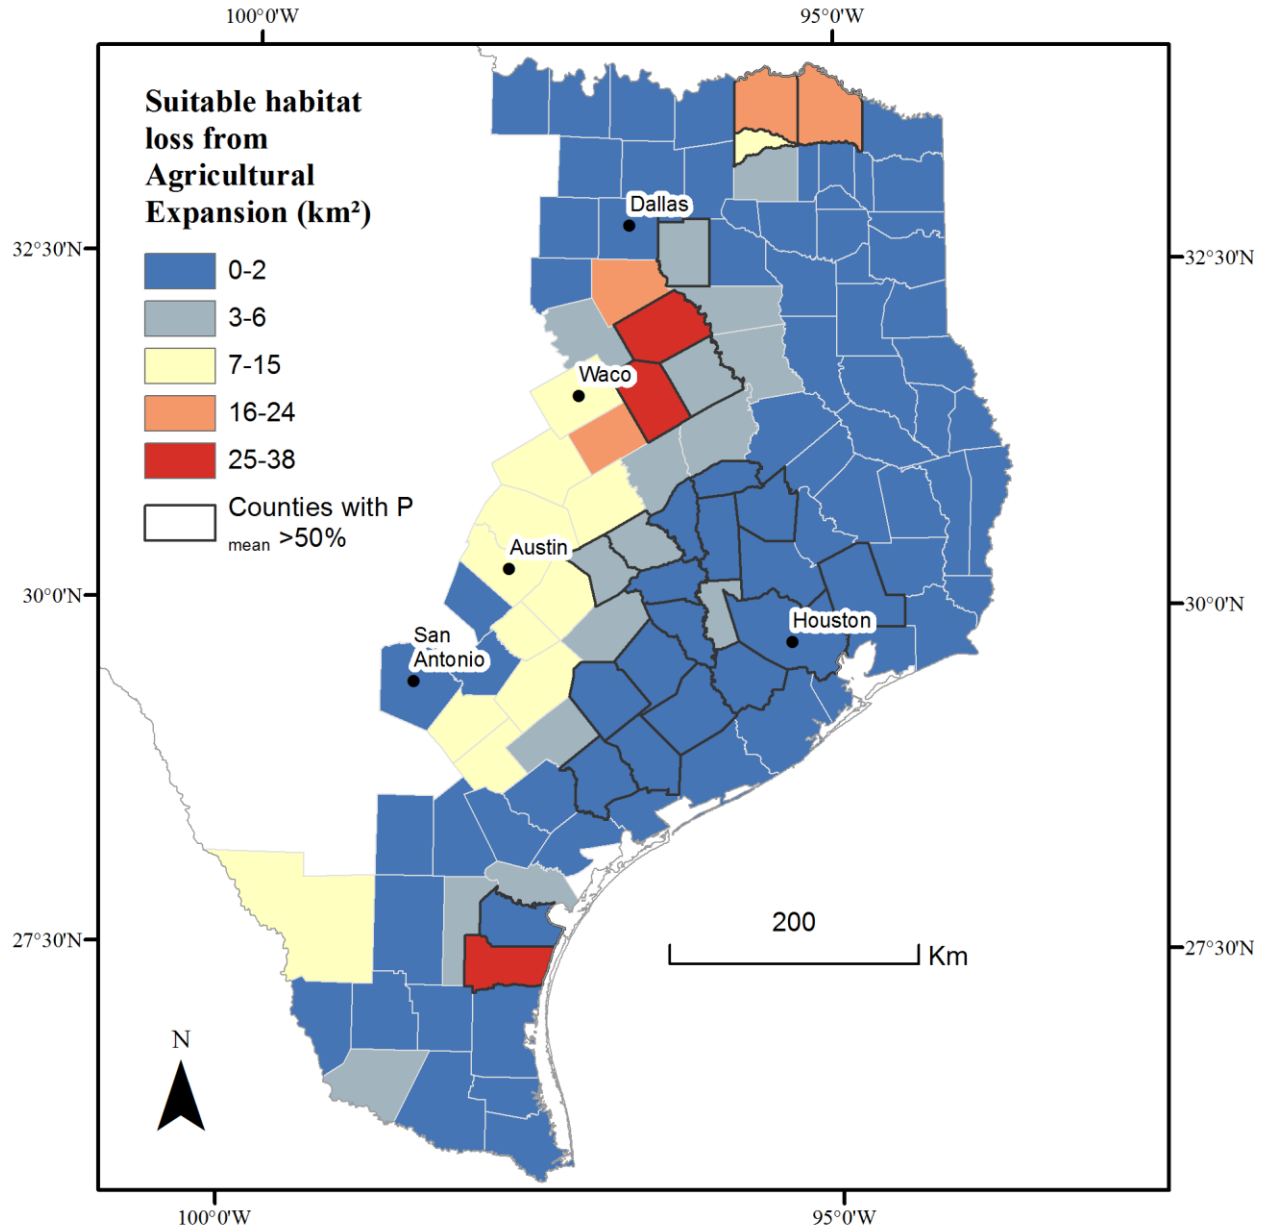 100°0'W 95°0'W
Suitable habitat
loss from
Agricultural
Expansion (km²)
0-2
3-6
7-15
16-24
25-38
Counties with P
mean >50%
32°30'N
32°30'N
30°0'N
30°0'N
27°30'N
27°30'N
Dallas
Waco
Austin
San
Antonio
Houston
200
Km
N
100°0'W 95°0'W